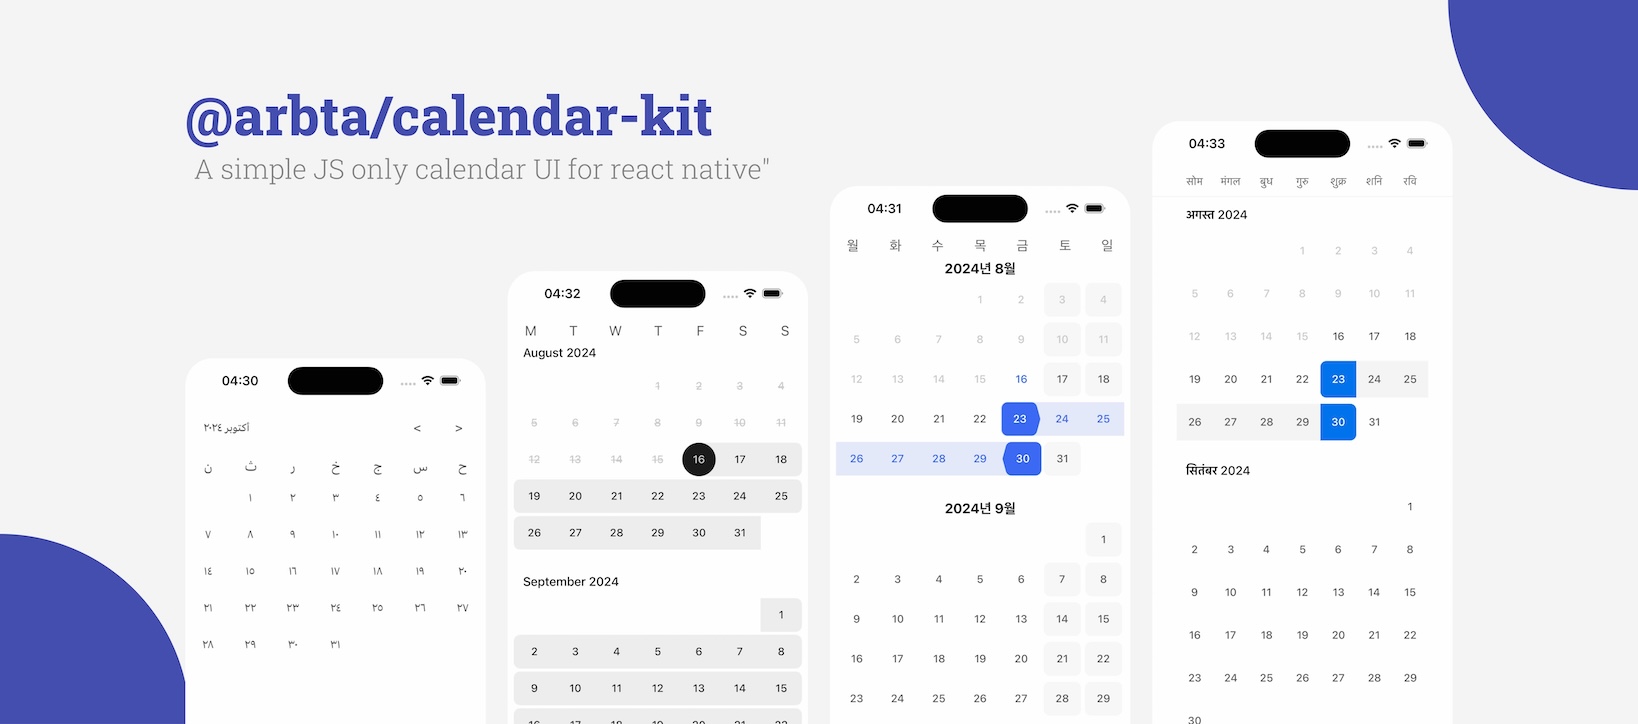 @arbta/calendar-kit
A simple JS only calendar UI for react native"
04:30
آکتوبر ٢٠٢٤ < >
ن ث ر خ ج س ح
١ ٢ ٣ ٤ ٥ ٦
٧ ٨ ٩ ١٠ ١١ ١٢ ١٣
١٤ ١٥ ١٦ ١٧ ١٨ ١٩ ٢٠
٢١ ٢٢ ٢٣ ٢٤ ٢٥ ٢٦ ٢٧
٢٨ ٢٩ ٣٠ ٣١
04:32
M T W T F S S
August 2024
1 2 3 4
5 6 7 8 9 10 11
12 13 14 15 16 17 18
19 20 21 22 23 24 25
26 27 28 29 30 31
September 2024
1
2 3 4 5 6 7 8
9 10 11 12 13 14 15
16 17 18 19 20 21 22
04:31
월 화 수 목 금 토 일
2024년 8월
1 2 3 4
5 6 7 8 9 10 11
12 13 14 15 16 17 18
19 20 21 22 23 24 25
26 27 28 29 30 31
2024년 9월
1
2 3 4 5 6 7 8
9 10 11 12 13 14 15
16 17 18 19 20 21 22
23 24 25 26 27 28 29
04:33
सोम मंगल बुध गुरु शुक्र शनि रवि
अगस्त 2024
1 2 3 4
5 6 7 8 9 10 11
12 13 14 15 16 17 18
19 20 21 22 23 24 25
26 27 28 29 30 31
सितंबर 2024
1
2 3 4 5 6 7 8
9 10 11 12 13 14 15
16 17 18 19 20 21 22
23 24 25 26 27 28 29
30